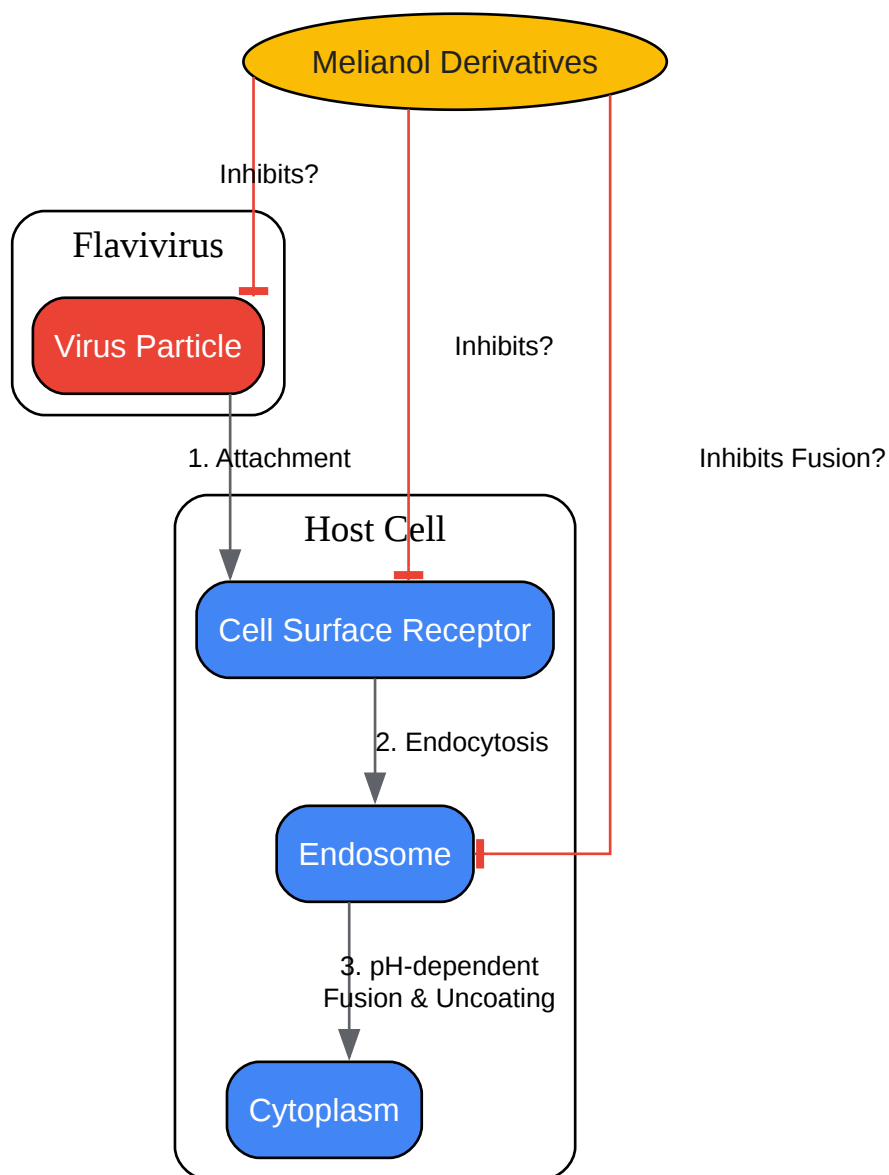 Melianol Derivatives
Inhibits?
Flavivirus
Virus Particle
Inhibits?
1. Attachment
Inhibits Fusion?
Host Cell
Cell Surface Receptor
2. Endocytosis
Endosome
3. pH-dependent
Fusion & Uncoating
Cytoplasm